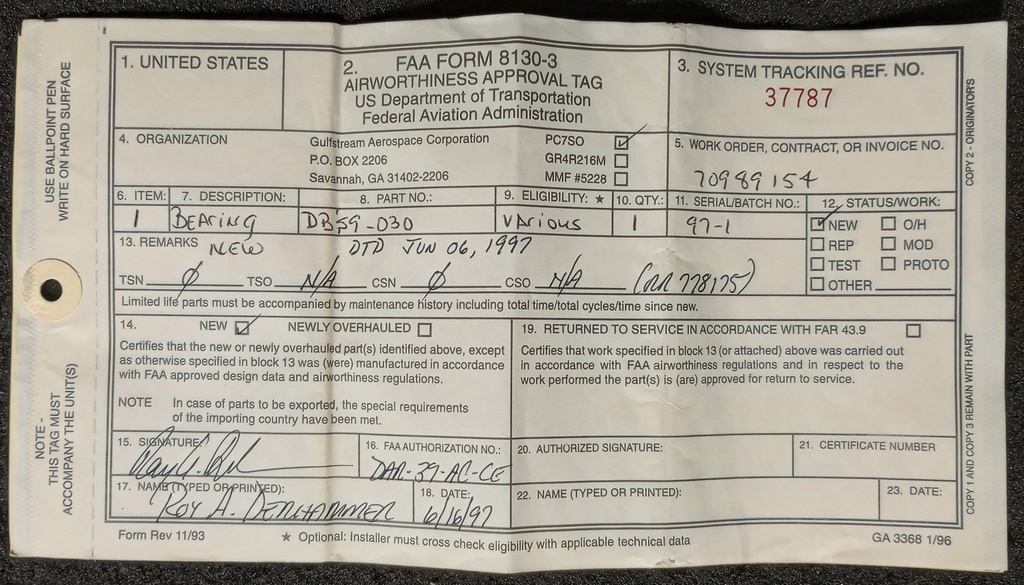 USE BALLPOINT PEN
WRITE ON HARD SURFACE
NOTE -
THIS TAG MUST
ACCOMPANY THE UNIT(S)
1. UNITED STATES
2. FAA FORM 8130-3
AIRWORTHINESS APPROVAL TAG
US Department of Transportation
Federal Aviation Administration
3. SYSTEM TRACKING REF. NO.
37787
4. ORGANIZATION
Gulfstream Aerospace Corporation
P.O. BOX 2206
Savannah, GA 31402-2206
PC7SO
GR4R216M
MMF #5228
5. WORK ORDER, CONTRACT, OR INVOICE NO.
70989154
6. ITEM: 7. DESCRIPTION: 8. PART NO.: 9. ELIGIBILITY: ★ 10. QTY.: 11. SERIAL/BATCH NO.: 12. STATUS/WORK:
1 BEARING DB59-030 VARIOUS 1 97-1
NEW O/H
REP MOD
TEST PROTO
OTHER
13. REMARKS NEW DTD JUN 06, 1997
TSN 0 TSO N/A CSN 0 CSO N/A (RR 778175)
Limited life parts must be accompanied by maintenance history including total time/total cycles/time since new.
14. NEW NEWLY OVERHAULED
Certifies that the new or newly overhauled part(s) identified above, except
as otherwise specified in block 13 was (were) manufactured in accordance
with FAA approved design data and airworthiness regulations.
NOTE In case of parts to be exported, the special requirements
of the importing country have been met.
19. RETURNED TO SERVICE IN ACCORDANCE WITH FAR 43.9
Certifies that work specified in block 13 (or attached) above was carried out
in accordance with FAA airworthiness regulations and in respect to the
work performed the part(s) is (are) approved for return to service.
15. SIGNATURE:
16. FAA AUTHORIZATION NO.:
DAR-39-AC-CE
20. AUTHORIZED SIGNATURE:
21. CERTIFICATE NUMBER
17. NAME (TYPED OR PRINTED):
ROY A.
18. DATE:
6/16/97
22. NAME (TYPED OR PRINTED):
23. DATE:
Form Rev 11/93
★ Optional: Installer must cross check eligibility with applicable technical data
GA 3368 1/96
COPY 2 - ORIGINATOR'S
COPY 1 AND COPY 3 REMAIN WITH PART